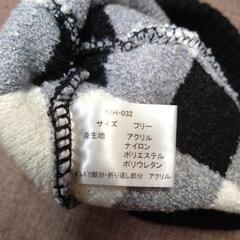 サイズ　フリー
身生地　アクリル
ナイロン
ポリエステル
ポリウレタン
部分・折り返し部分　アクリル